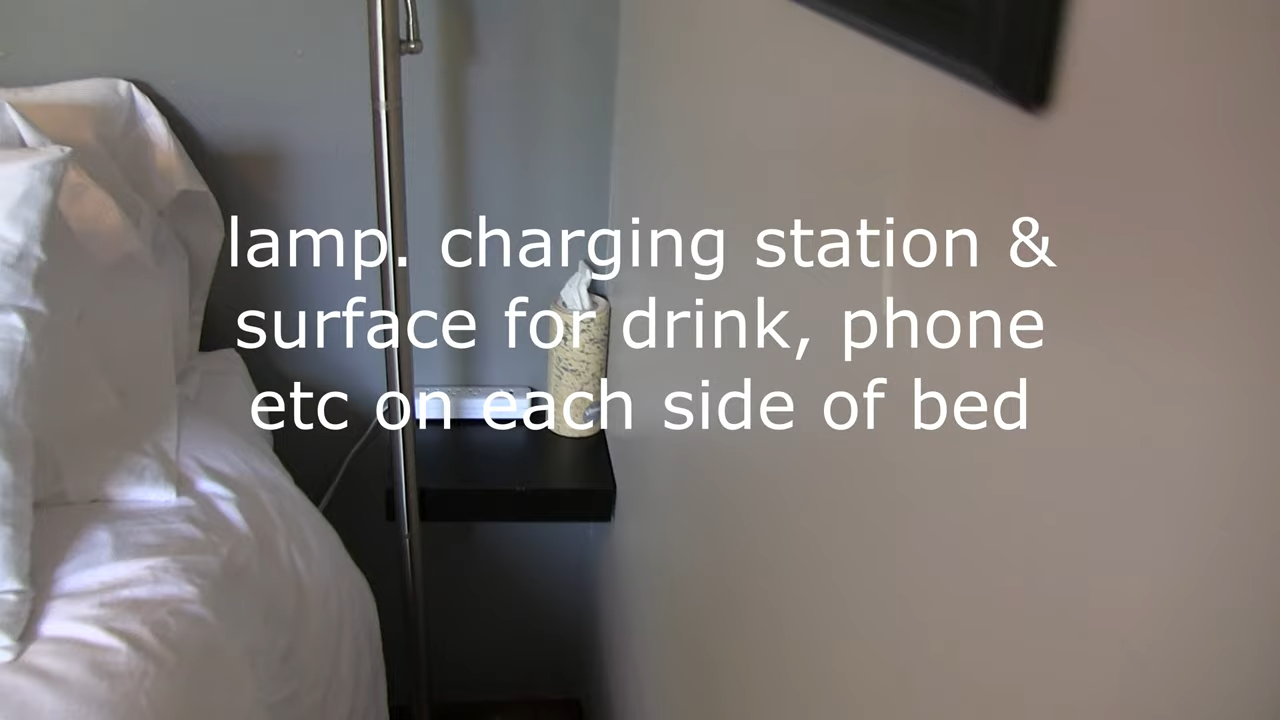 lamp. charging station &
surface for drink, phone
etc on each side of bed